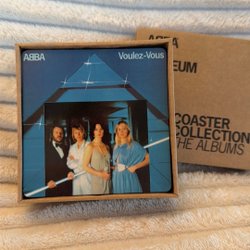 ABBA
Voulez-Vous
ABBA
EUM
COASTER
COLLECTION
THE ALBUMS